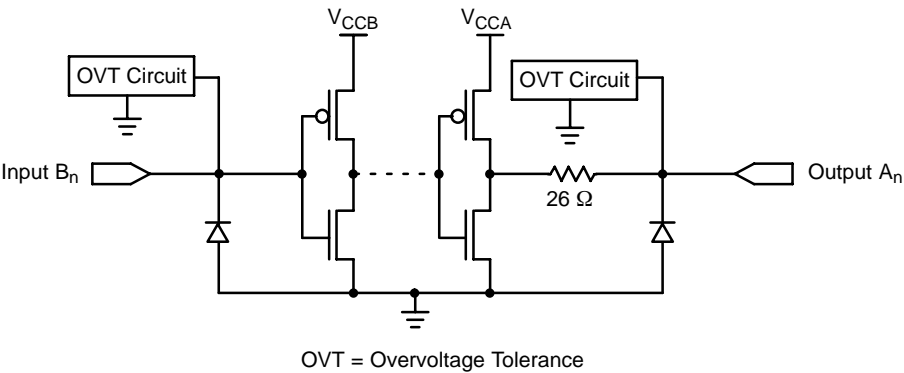 V_CCB
V_CCA
OVT Circuit
OVT Circuit
Input B_n
Output A_n
26 Ω
OVT = Overvoltage Tolerance